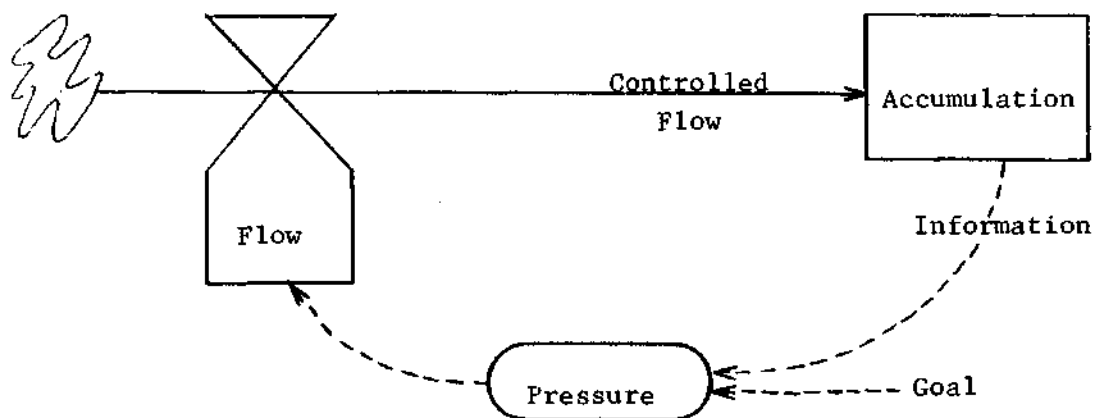 Controlled
Flow
Accumulation
Flow
Information
Pressure
Goal